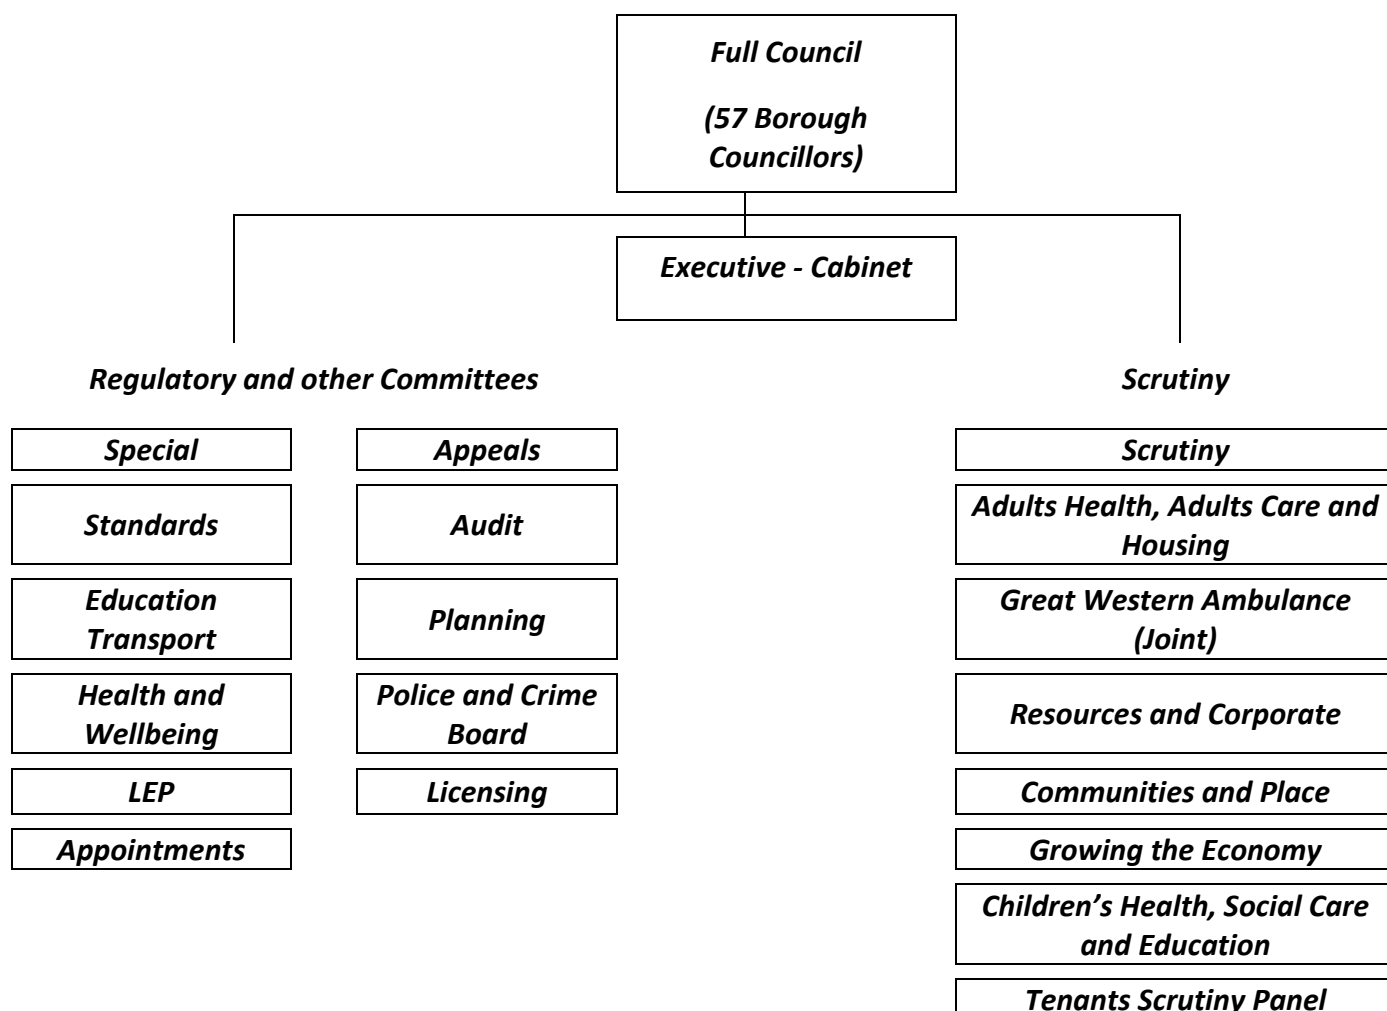 Full Council
(57 Borough
Councillors)
Executive - Cabinet
Regulatory and other Committees
Special
Standards
Education
Transport
Health and
Wellbeing
LEP
Appointments
Appeals
Audit
Planning
Police and Crime
Board
Licensing
Scrutiny
Scrutiny
Adults Health, Adults Care and
Housing
Great Western Ambulance
(Joint)
Resources and Corporate
Communities and Place
Growing the Economy
Children’s Health, Social Care
and Education
Tenants Scrutiny Panel